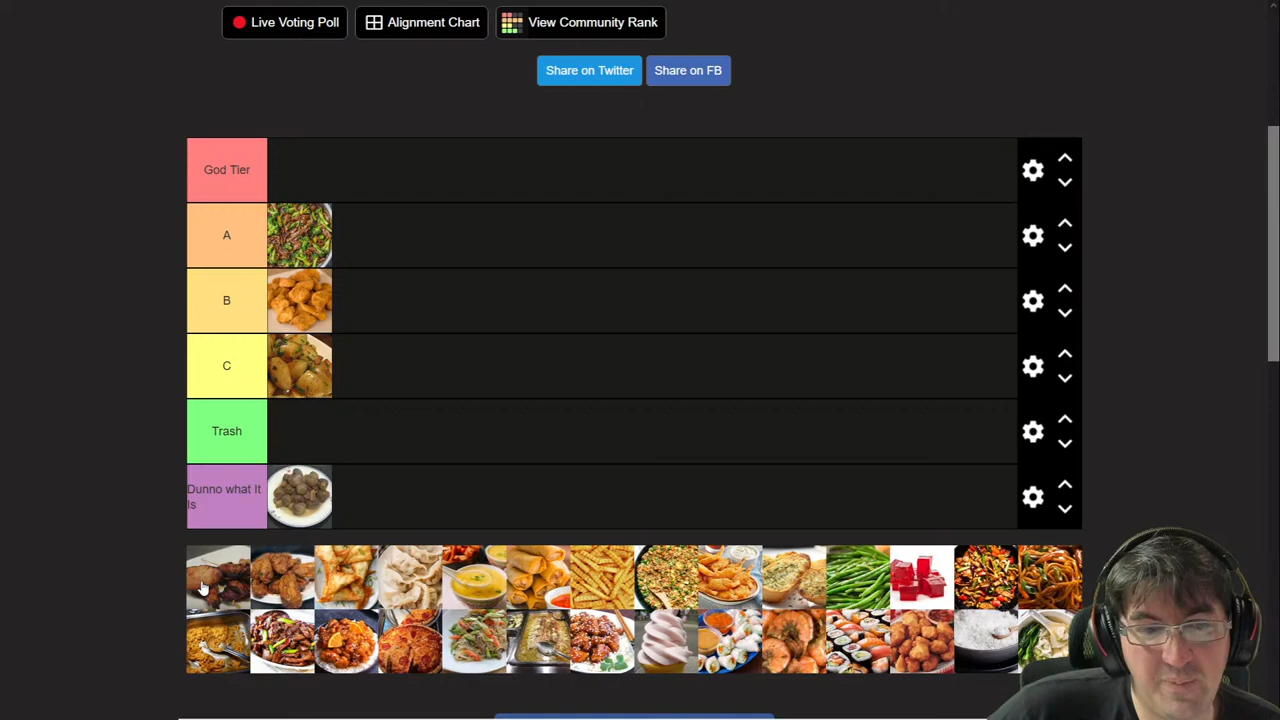 Live Voting Poll
Alignment Chart
View Community Rank
Share on Twitter
Share on FB
God Tier
A
B
C
Trash
Dunno what It
Is